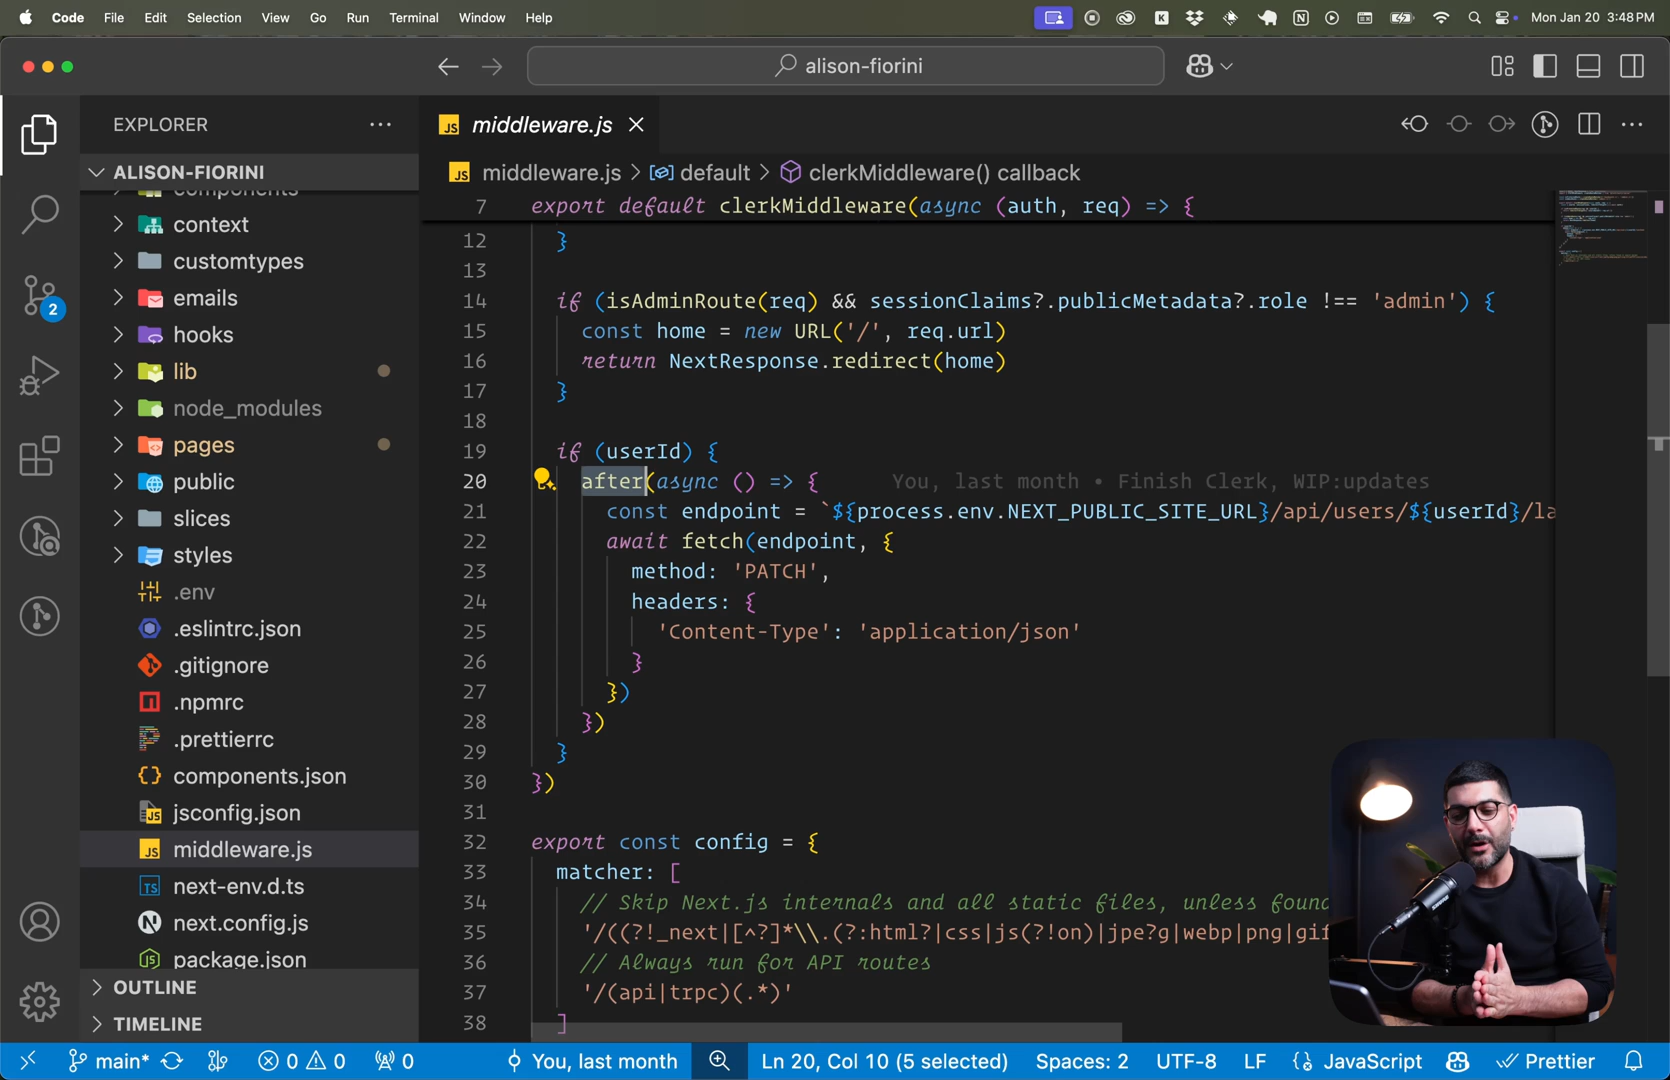 Code File Edit Selection View Go Run Terminal Window Help Mon Jan 20 3:48 PM
alison-fiorini
EXPLORER
middleware.js
ALISON-FIORINI
middleware.js > default > clerkMiddleware() callback
components
context
customtypes
emails
hooks
lib
node_modules
pages
public
slices
styles
.env
.eslintrc.json
.gitignore
.npmrc
.prettierrc
components.json
jsconfig.json
middleware.js
next-env.d.ts
next.config.js
package.json
OUTLINE
TIMELINE
2
7 export default clerkMiddleware(async (auth, req) => {
12 }
13
14 if (isAdminRoute(req) && sessionClaims?.publicMetadata?.role !== 'admin') {
15 const home = new URL('/', req.url)
16 return NextResponse.redirect(home)
17 }
18
19 if (userId) {
20 after(async () => { You, last month • Finish Clerk, WIP:updates
21 const endpoint = `${process.env.NEXT_PUBLIC_SITE_URL}/api/users/${userId}/la
22 await fetch(endpoint, {
23 method: 'PATCH',
24 headers: {
25 'Content-Type': 'application/json'
26 }
27 })
28 })
29 }
30 })
31
32 export const config = {
33 matcher: [
34 // Skip Next.js internals and all static files, unless found
35 '/((?!_next|[^?]*\\.(?:html?|css|js(?!on)|jpe?g|webp|png|gif
36 // Always run for API routes
37 '/(api|trpc)(.*)'
38 ]
main* 0 0 0 You, last month Ln 20, Col 10 (5 selected) Spaces: 2 UTF-8 LF JavaScript Prettier